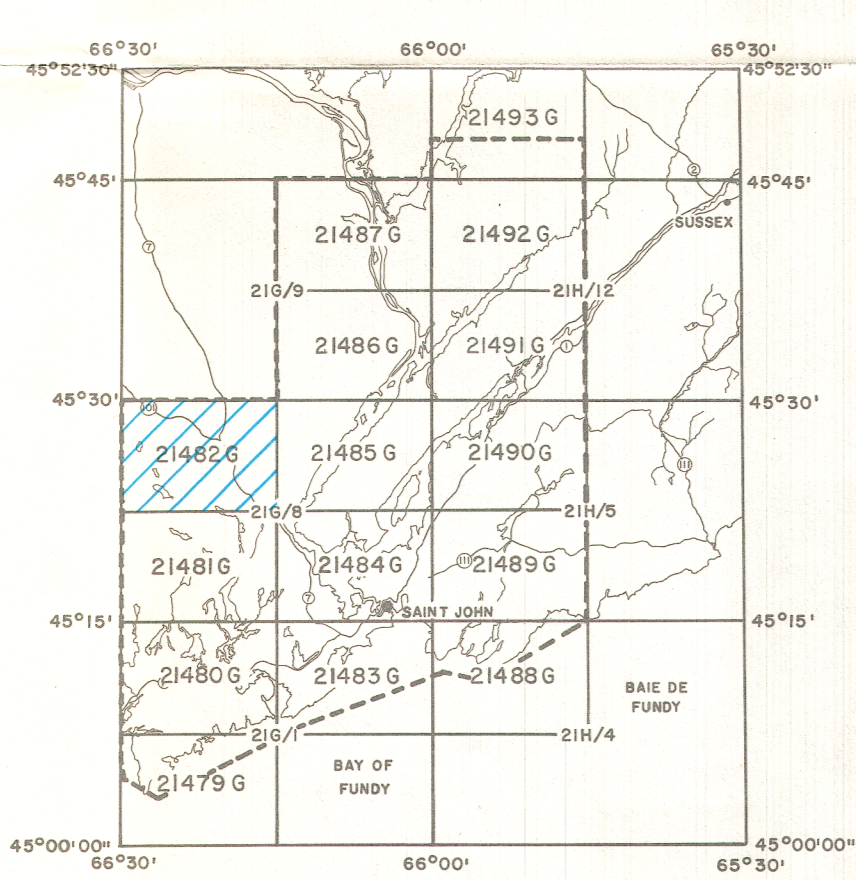 66°30' 66°00' 65°30'
45°52'30" 45°52'30"
21493 G
2
45°45' 45°45'
SUSSEX
21487 G 21492 G
7
21G/9 21H/12
21486 G 21491 G 1
45°30' 45°30'
101
21482 G 21485 G 21490 G
111
21G/8 21H/5
21481 G 21484 G 111 21489 G
7
SAINT JOHN
45°15' 45°15'
21480 G 21483 G 21488 G
BAIE DE
FUNDY
21G/1 21H/4
BAY OF
FUNDY
21479 G
45°00'00" 45°00'00"
66°30' 66°00' 65°30'